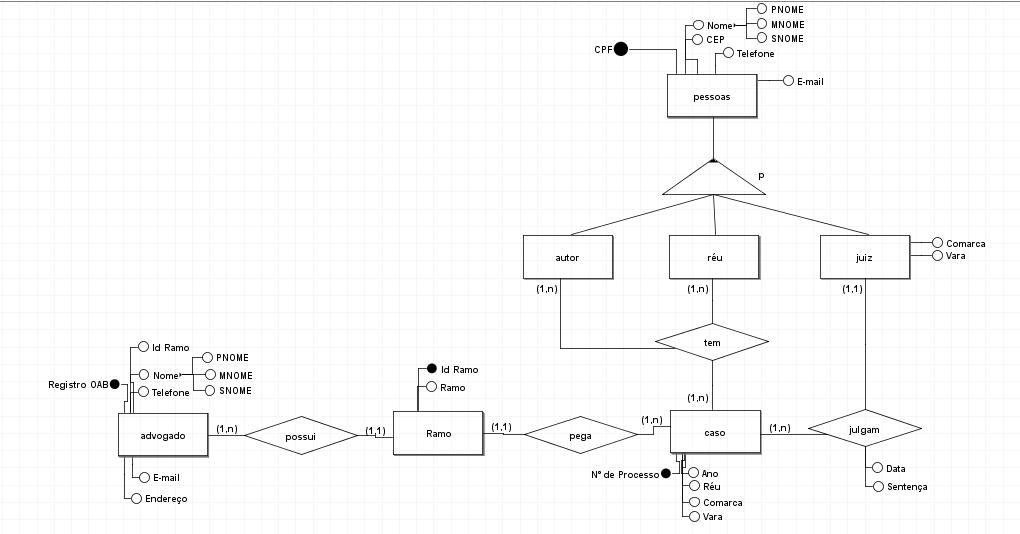 PNOME
Nome
MNOME
CEP
SNOME
CPF
Telefone
E-mail
pessoas
p
autor
réu
juiz
Comarca
Vara
(1,n)
(1,n)
(1,1)
tem
(1,n)
Id Ramo
Nome
PNOME
MNOME
SNOME
Registro OAB
Telefone
Id Ramo
Ramo
advogado
(1,n)
possui
(1,1)
Ramo
(1,1)
pega
(1,n)
caso
(1,n)
julgam
E-mail
Endereço
N° de Processo
Ano
Réu
Comarca
Vara
Data
Sentença